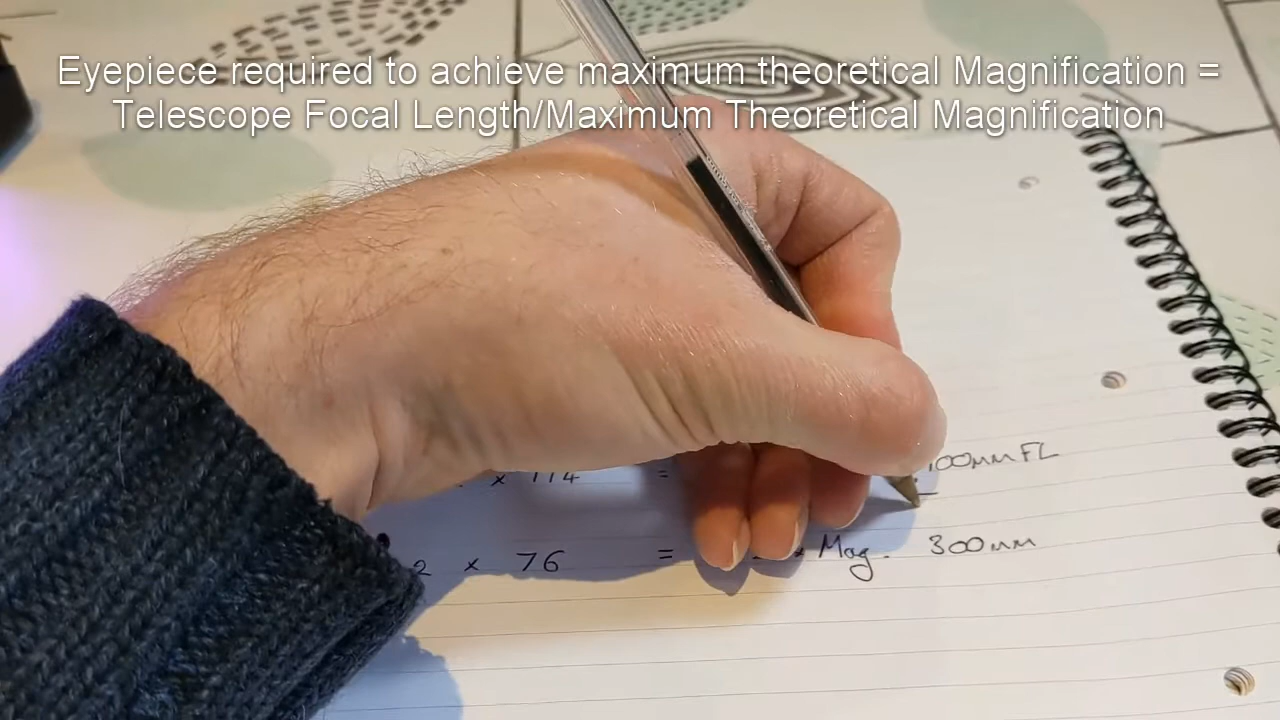 Eyepiece required to achieve maximum theoretical Magnification =
Telescope Focal Length/Maximum Theoretical Magnification
100mm FL
x 114 =
2 x 76 = x Mag. 300mm